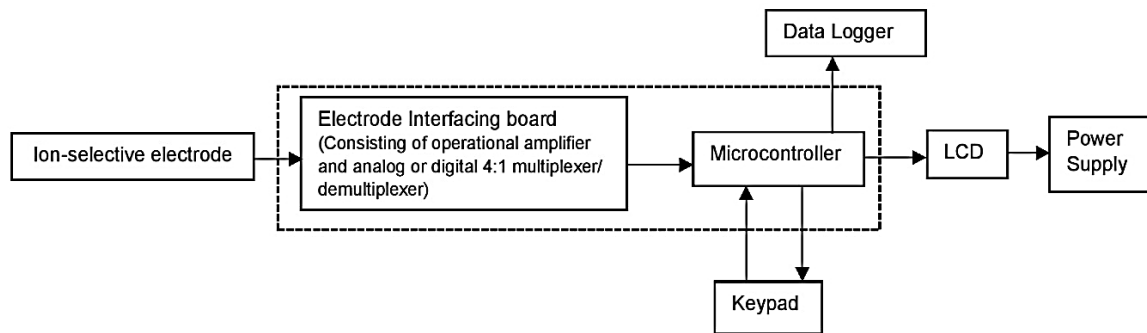 Data Logger
Electrode Interfacing board
(Consisting of operational amplifier
and analog or digital 4:1 multiplexer/
demultiplexer)
Ion-selective electrode
Microcontroller
LCD
Power
Supply
Keypad